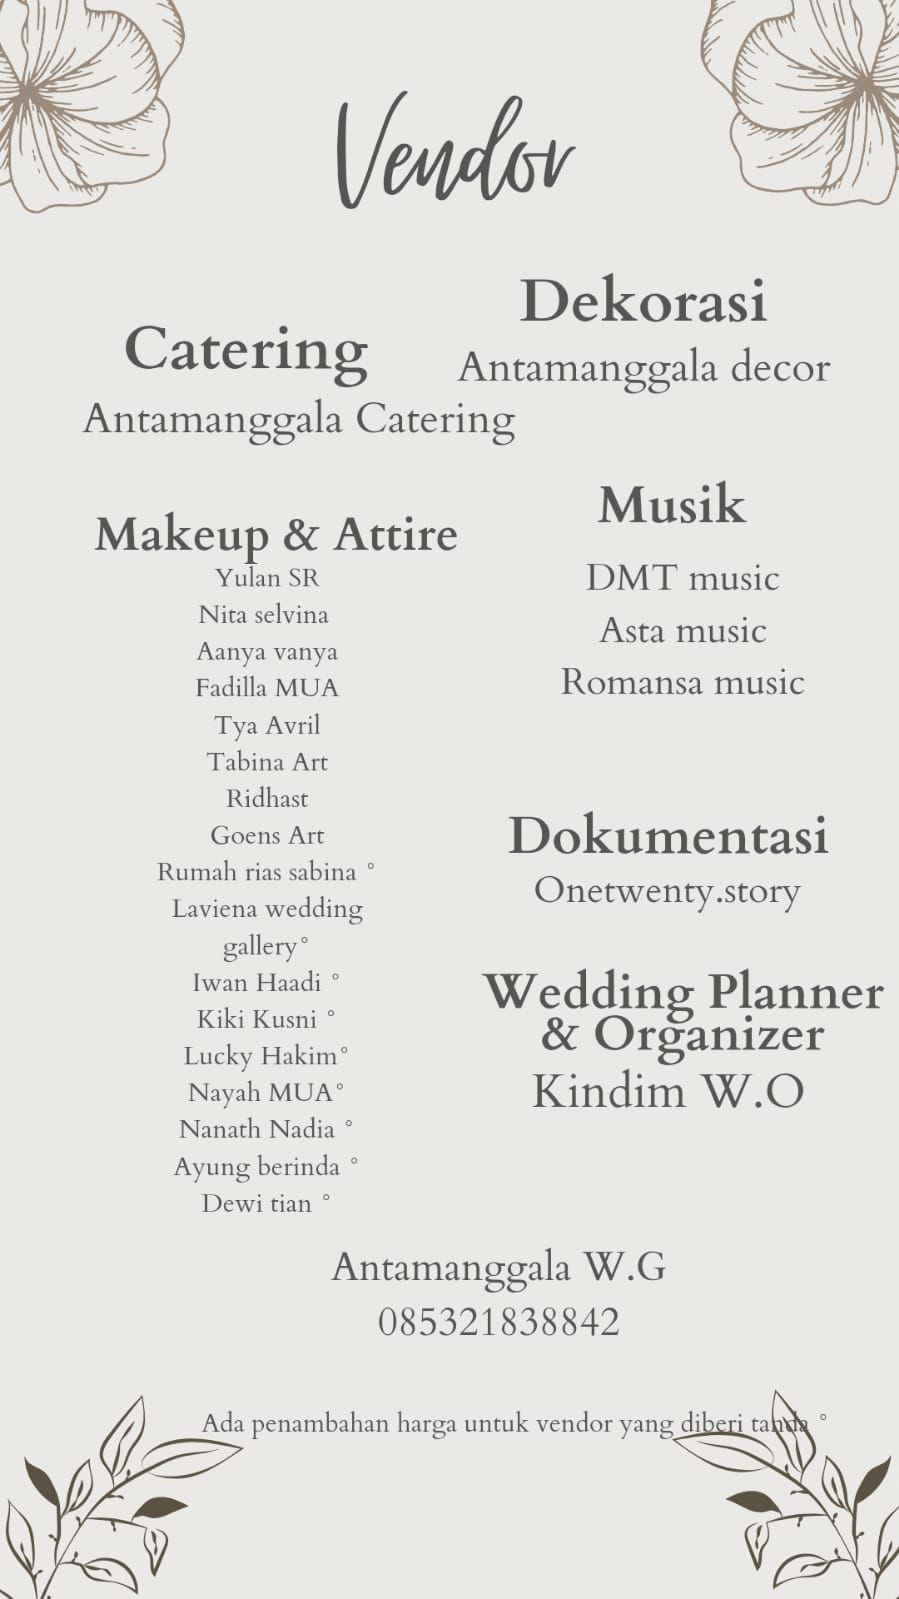 Vendor
Catering
Antamanggala Catering
Dekorasi
Antamanggala decor
Makeup & Attire
Yulan SR
Nita selvina
Aanya vanya
Fadilla MUA
Tya Avril
Tabina Art
Ridhast
Goens Art
Rumah rias sabina °
Laviena wedding
gallery°
Iwan Haadi °
Kiki Kusni °
Lucky Hakim°
Nayah MUA°
Nanath Nadia °
Ayung berinda °
Dewi tian °
Musik
DMT music
Asta music
Romansa music
Dokumentasi
Onetwenty.story
Wedding Planner
& Organizer
Kindim W.O
Antamanggala W.G
085321838842
Ada penambahan harga untuk vendor yang diberi tanda °